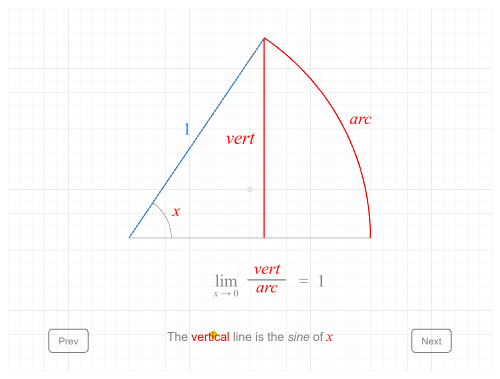 1
vert
arc
x
lim x → 0 vert / arc = 1
Prev
The vertical line is the sine of x
Next